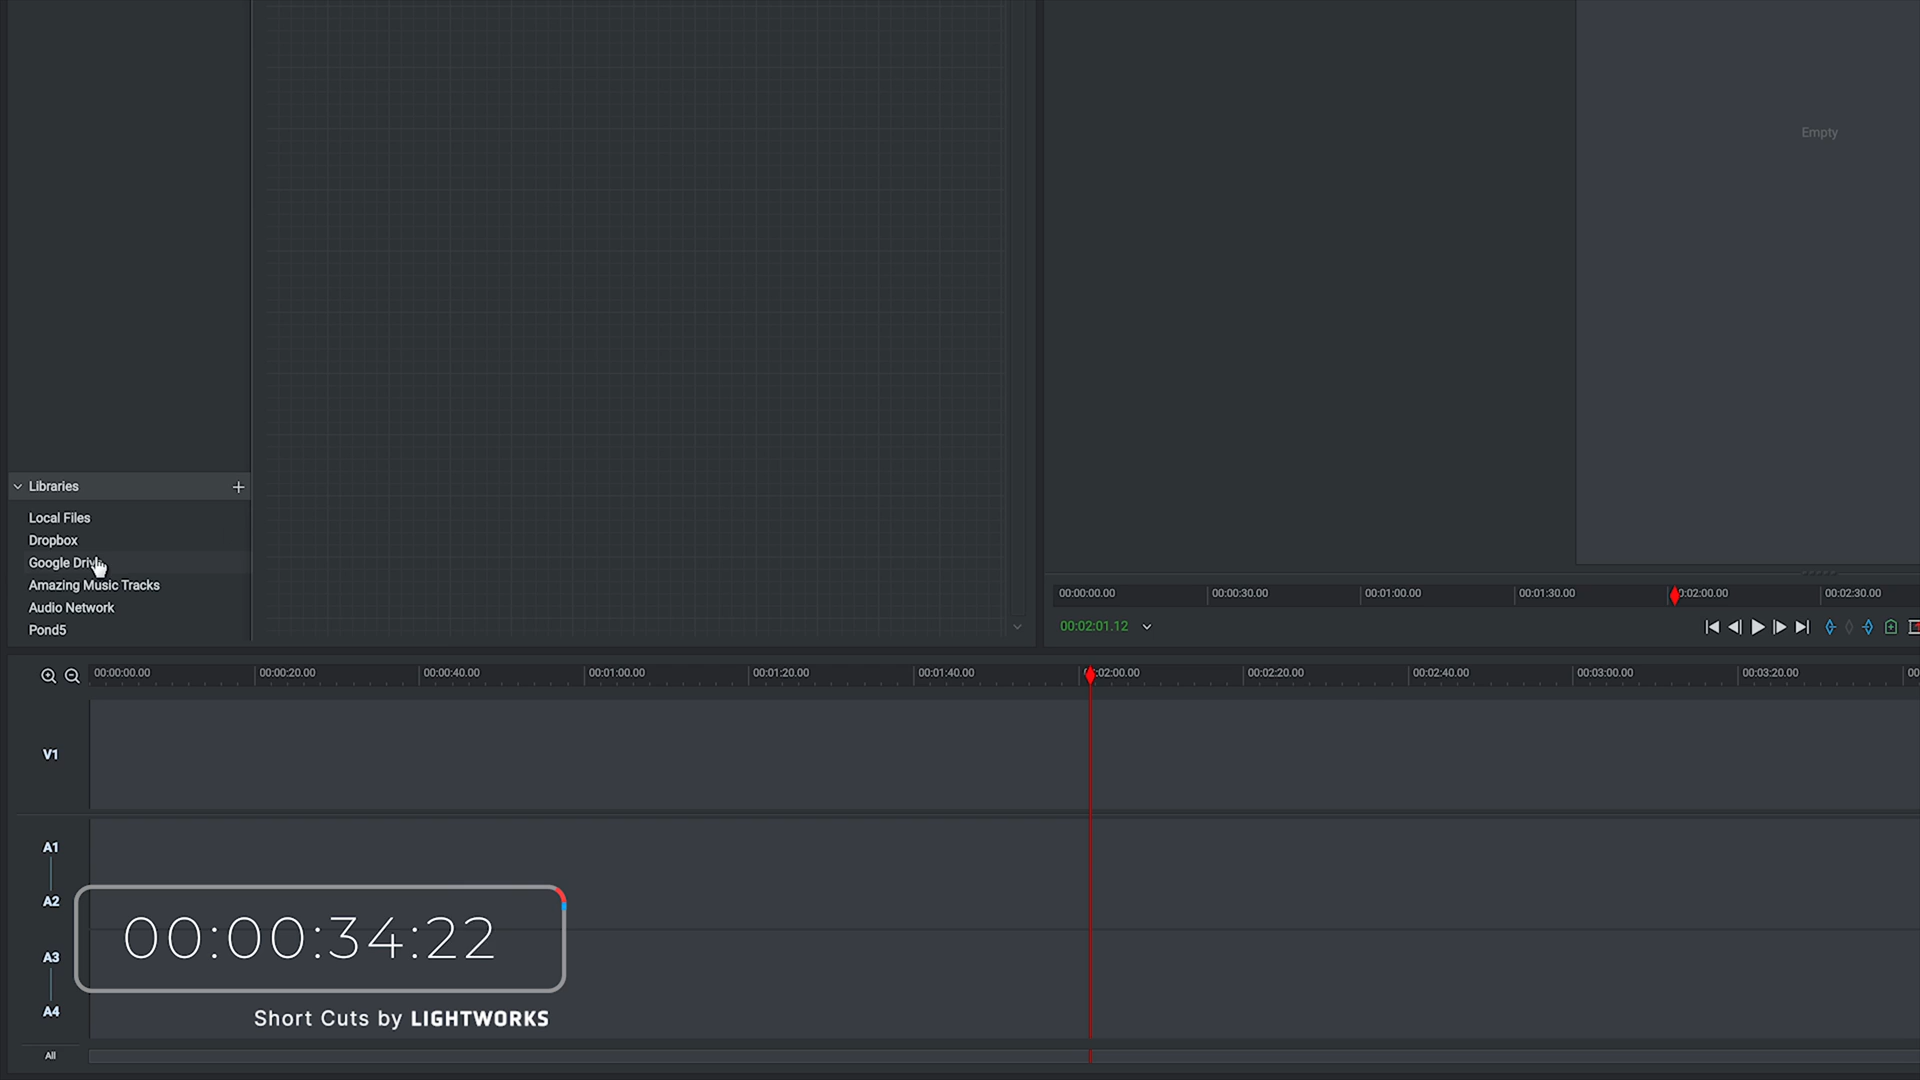 Empty
Libraries
Local Files
Dropbox
Google Driv
Amazing Music Tracks
Audio Network
Pond5
00:00:00.00 00:00:30.00 00:01:00.00 00:01:30.00 0:02:00.00 00:02:30.00
00:02:01.12
00:00:00.00 00:00:20.00 00:00:40.00 00:01:00.00 00:01:20.00 00:01:40.00 :02:00.00 00:02:20.00 00:02:40.00 00:03:00.00 00:03:20.00 00
V1
A1
A2
00:00:34:22
A3
A4
Short Cuts by LIGHTWORKS
All